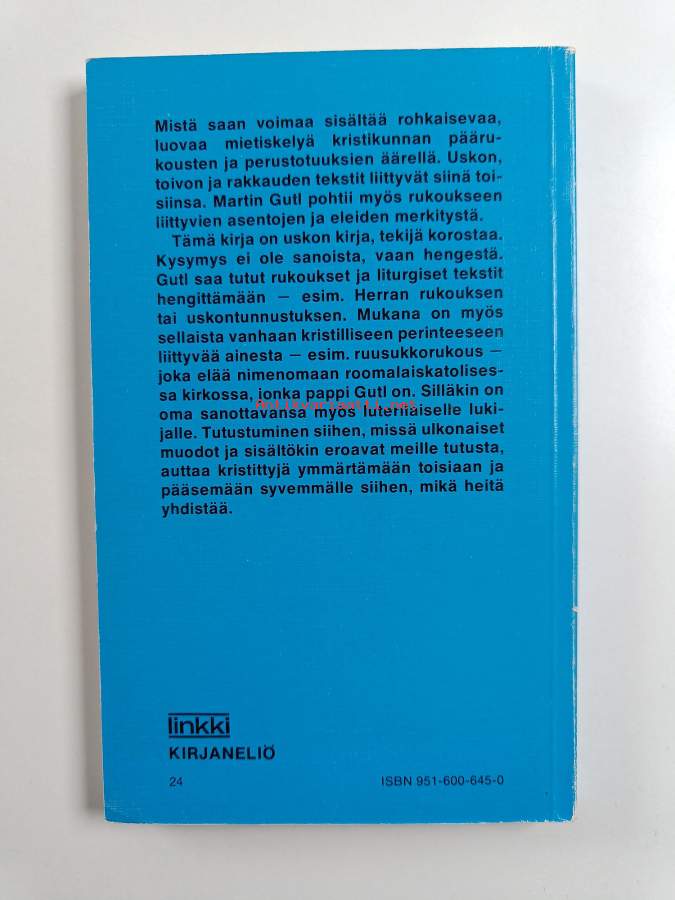 Mistä saan voimaa sisältää rohkaisevaa,
luovaa mietiskelyä kristikunnan pääru-
kousten ja perustotuuksien äärellä. Uskon,
toivon ja rakkauden tekstit liittyvät siinä toi-
siinsa. Martin Gutl pohtii myös rukoukseen
liittyvien asentojen ja eleiden merkitystä.
Tämä kirja on uskon kirja, tekijä korostaa.
Kysymys ei ole sanoista, vaan hengestä.
Gutl saa tutut rukoukset ja liturgiset tekstit
hengittämään — esim. Herran rukouksen
tai uskontunnustuksen. Mukana on myös
sellaista vanhaan kristilliseen perinteeseen
liittyvää ainesta — esim. ruusukkorukous —
joka elää nimenomaan roomalaiskatolises-
sa kirkossa, jonka pappi Gutl on. Silläkin on
Antikvariaatti.net
oma sanottavansa myös luterilaiselle luki-
jalle. Tutustuminen siihen, missä ulkonaiset
muodot ja sisältökin eroavat meille tutusta,
auttaa kristittyjä ymmärtämään toisiaan ja
pääsemään syvemmälle siihen, mikä heitä
yhdistää.
linkki
KIRJANELIÖ
24 ISBN 951-600-645-0